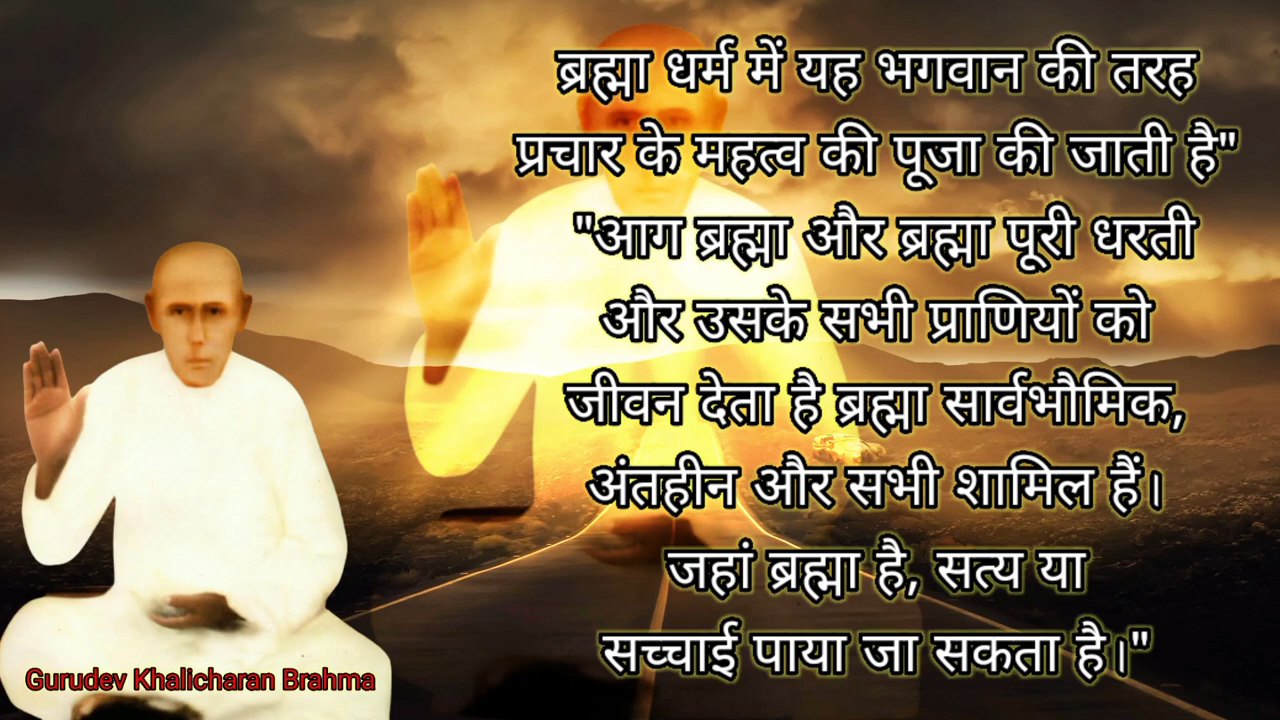 ब्रह्मा धर्म में यह भगवान की तरह
प्रचार के महत्व की पूजा की जाती है"
"आग ब्रह्मा और ब्रह्मा पूरी धरती
और उसके सभी प्राणियों को
जीवन देता है ब्रह्मा सार्वभौमिक,
अंतहीन और सभी शामिल हैं।
जहां ब्रह्मा है, सत्य या
सच्चाई पाया जा सकता है।"
Gurudev Khalicharan Brahma